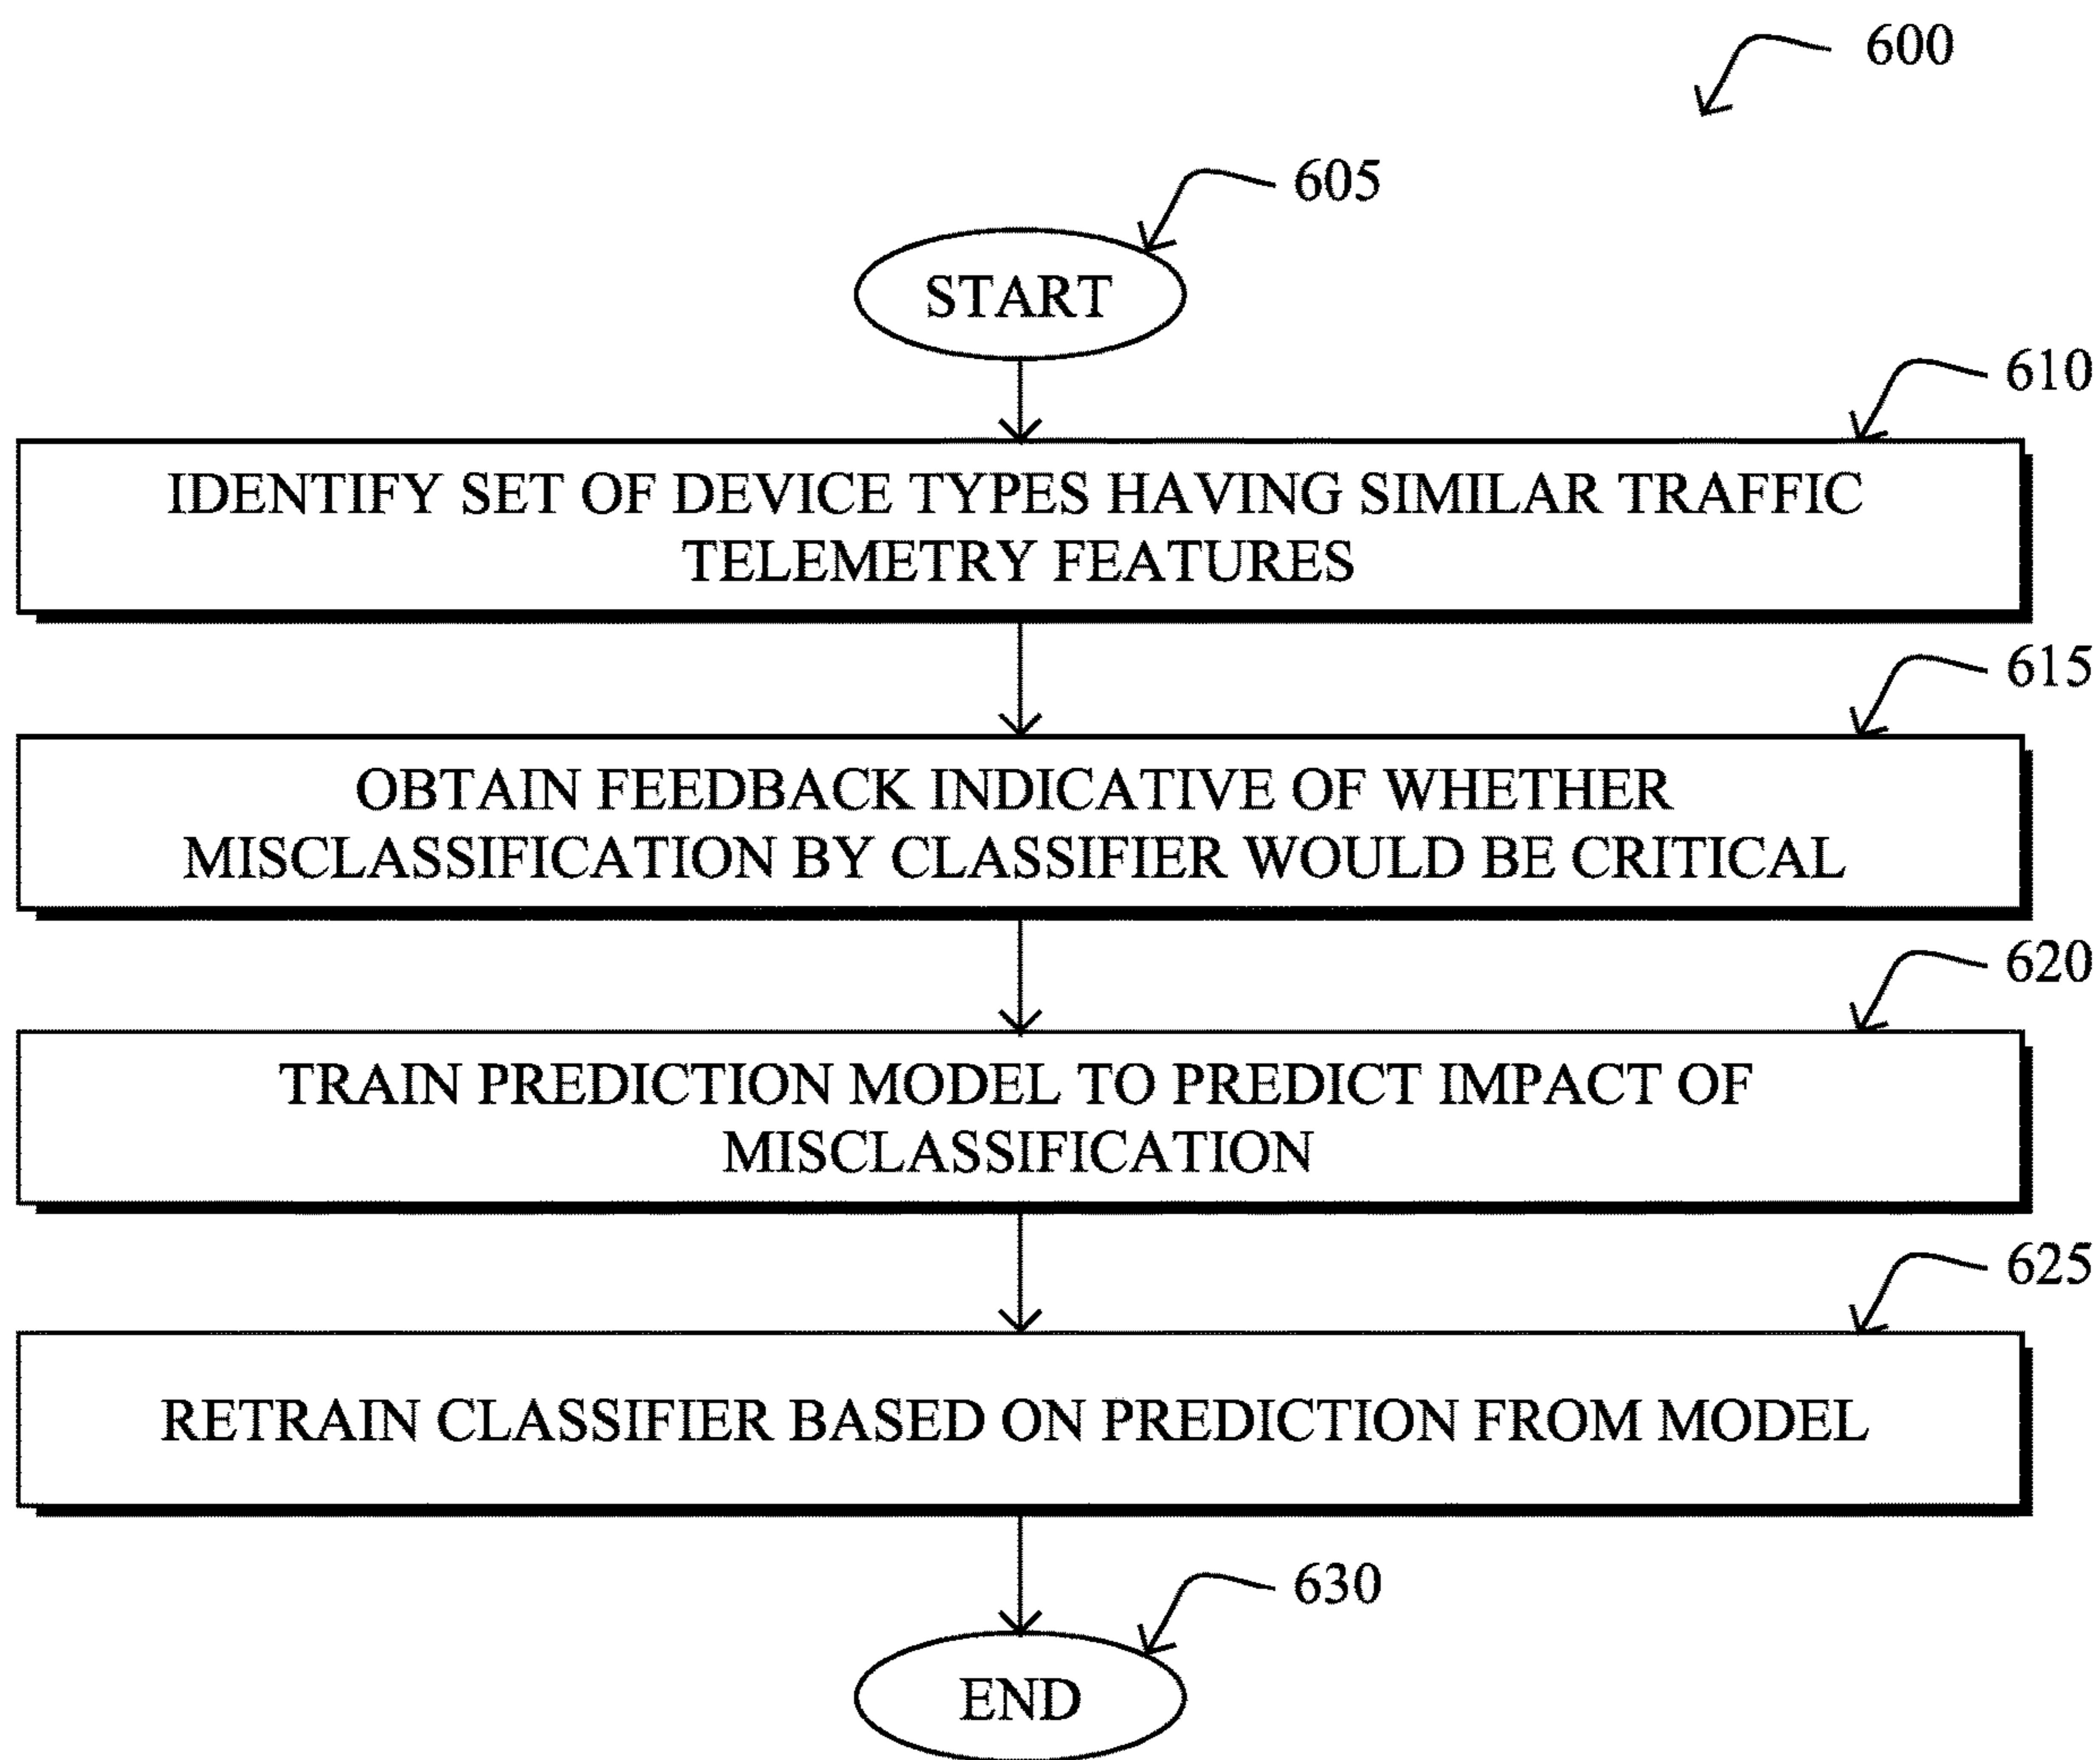 600
605
START
610
IDENTIFY SET OF DEVICE TYPES HAVING SIMILAR TRAFFIC
TELEMETRY FEATURES
615
OBTAIN FEEDBACK INDICATIVE OF WHETHER
MISCLASSIFICATION BY CLASSIFIER WOULD BE CRITICAL
620
TRAIN PREDICTION MODEL TO PREDICT IMPACT OF
MISCLASSIFICATION
625
RETRAIN CLASSIFIER BASED ON PREDICTION FROM MODEL
630
END